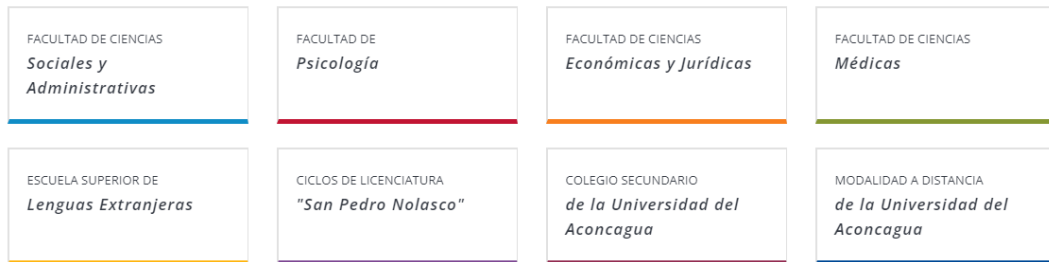 FACULTAD DE CIENCIAS
Sociales y
Administrativas
FACULTAD DE
Psicología
FACULTAD DE CIENCIAS
Económicas y Jurídicas
FACULTAD DE CIENCIAS
Médicas
ESCUELA SUPERIOR DE
Lenguas Extranjeras
CICLOS DE LICENCIATURA
"San Pedro Nolasco"
COLEGIO SECUNDARIO
de la Universidad del
Aconcagua
MODALIDAD A DISTANCIA
de la Universidad del
Aconcagua